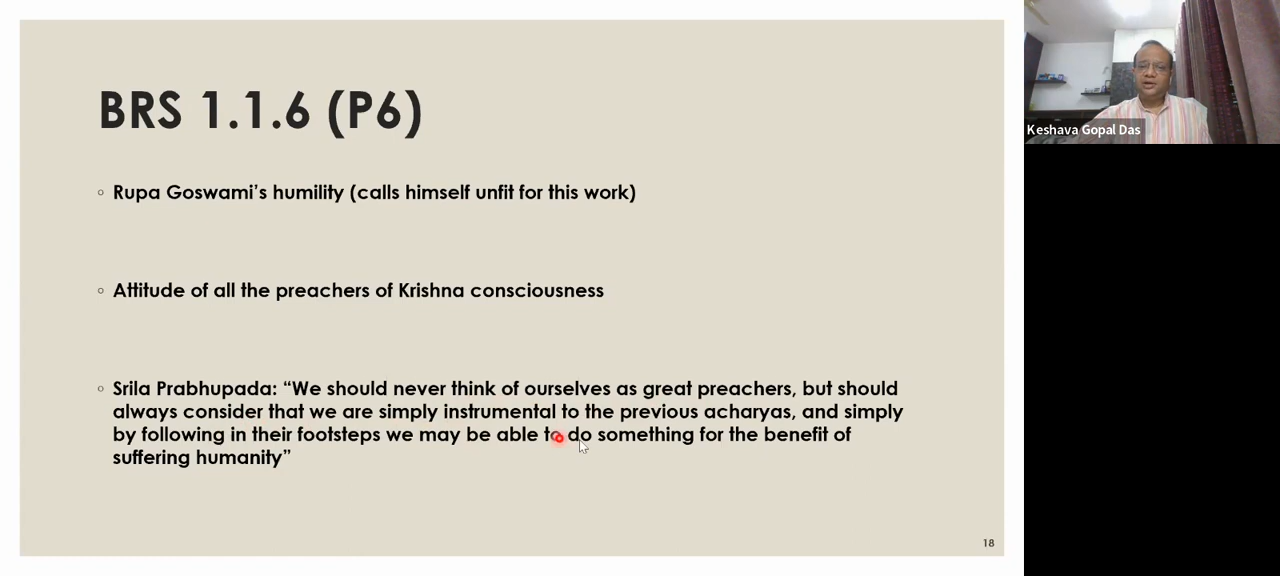 BRS 1.1.6 (P6)
Rupa Goswami’s humility (calls himself unfit for this work)
Attitude of all the preachers of Krishna consciousness
Srila Prabhupada: “We should never think of ourselves as great preachers, but should
always consider that we are simply instrumental to the previous acharyas, and simply
by following in their footsteps we may be able to do something for the benefit of
suffering humanity”
18
Keshava Gopal Das